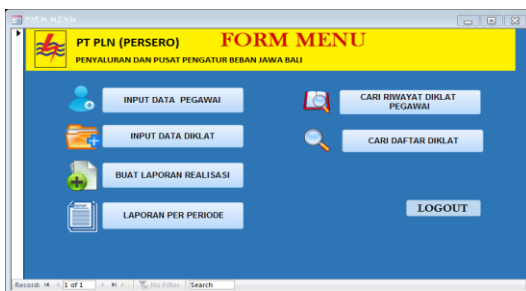 FORM MENU
PT PLN (PERSERO)
FORM MENU
PENYALURAN DAN PUSAT PENGATUR BEBAN JAWA BALI
INPUT DATA PEGAWAI
CARI RIWAYAT DIKLAT
PEGAWAI
INPUT DATA DIKLAT
CARI DAFTAR DIKLAT
BUAT LAPORAN REALISASI
LAPORAN PER PERIODE
LOGOUT
Record: 1 of 1 No Filter Search